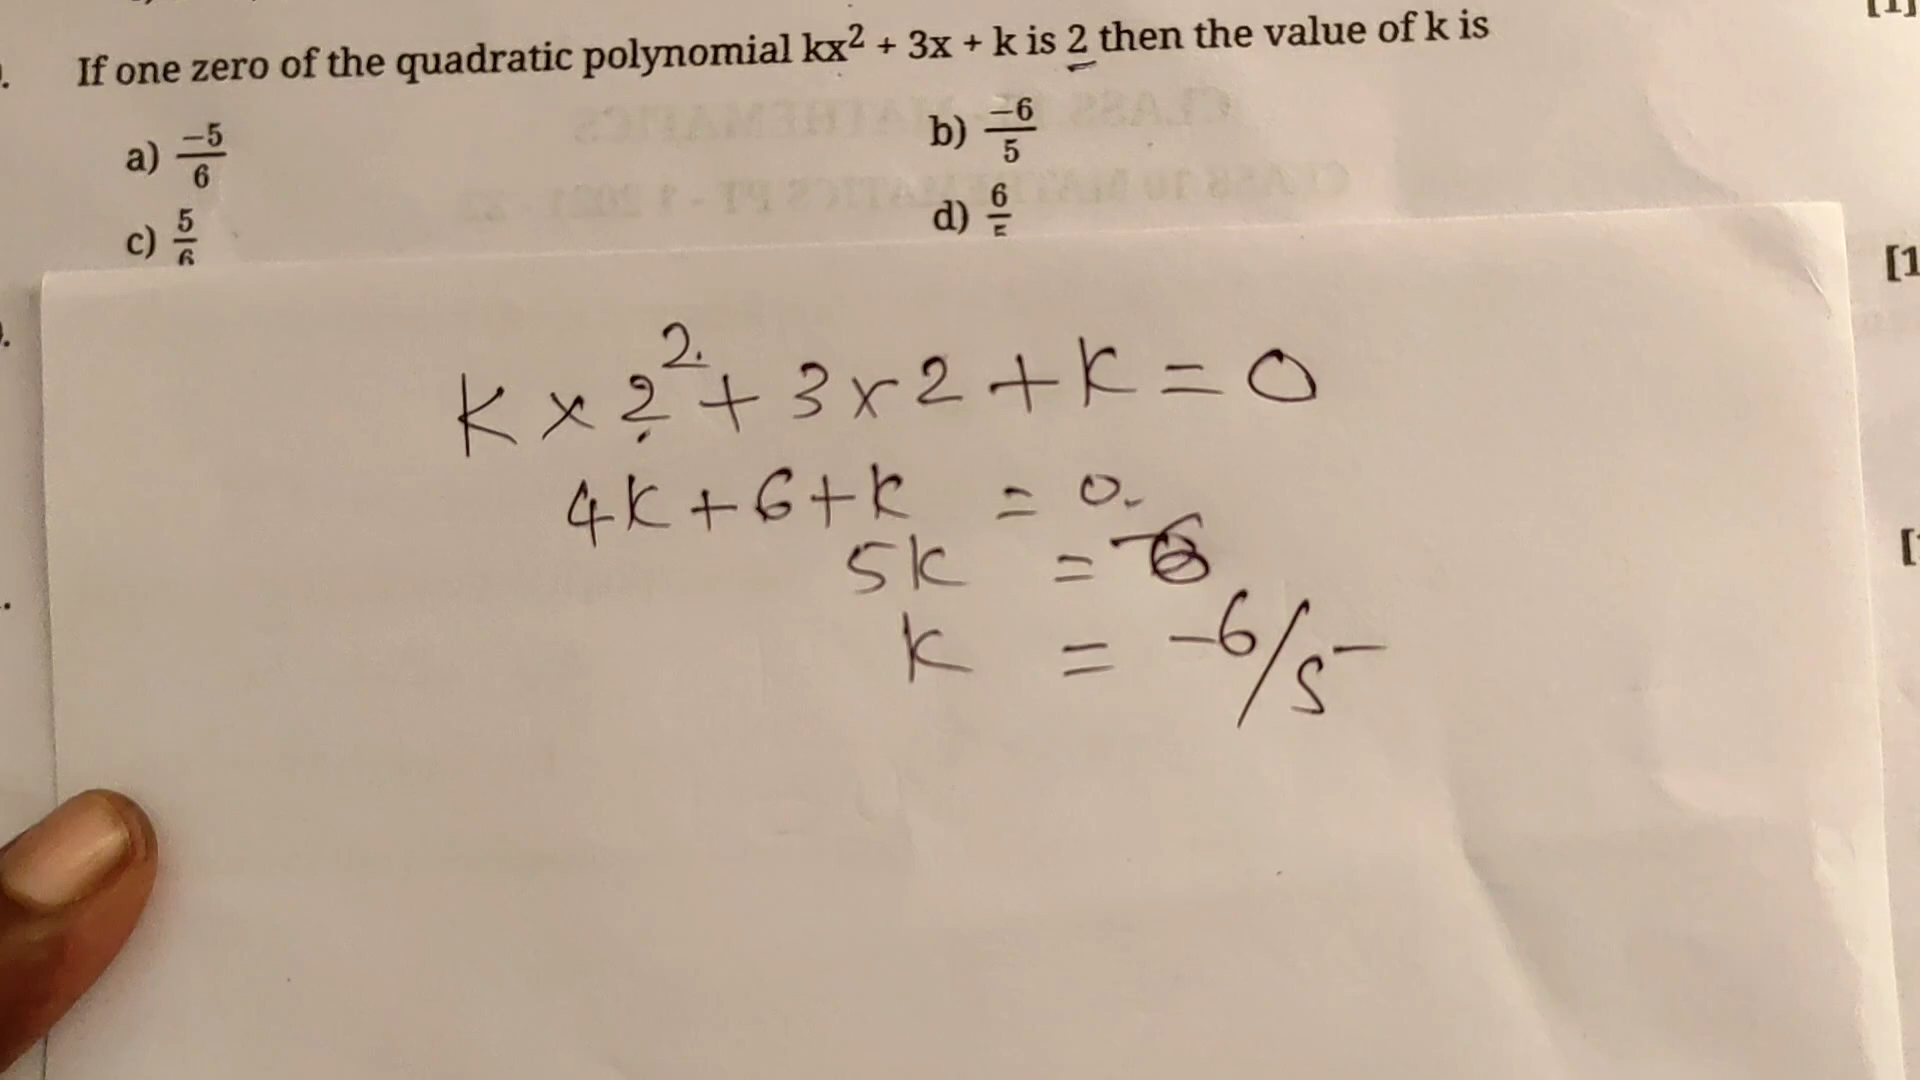 [1]
If one zero of the quadratic polynomial kx² + 3x + k is 2 then the value of k is
a) -5/6
b) -6/5
c) 5/6
d) 6/5
[1
K × 2² + 3 × 2 + K = 0
4K + 6 + K = 0.
[
5K = -6
K = -6/5